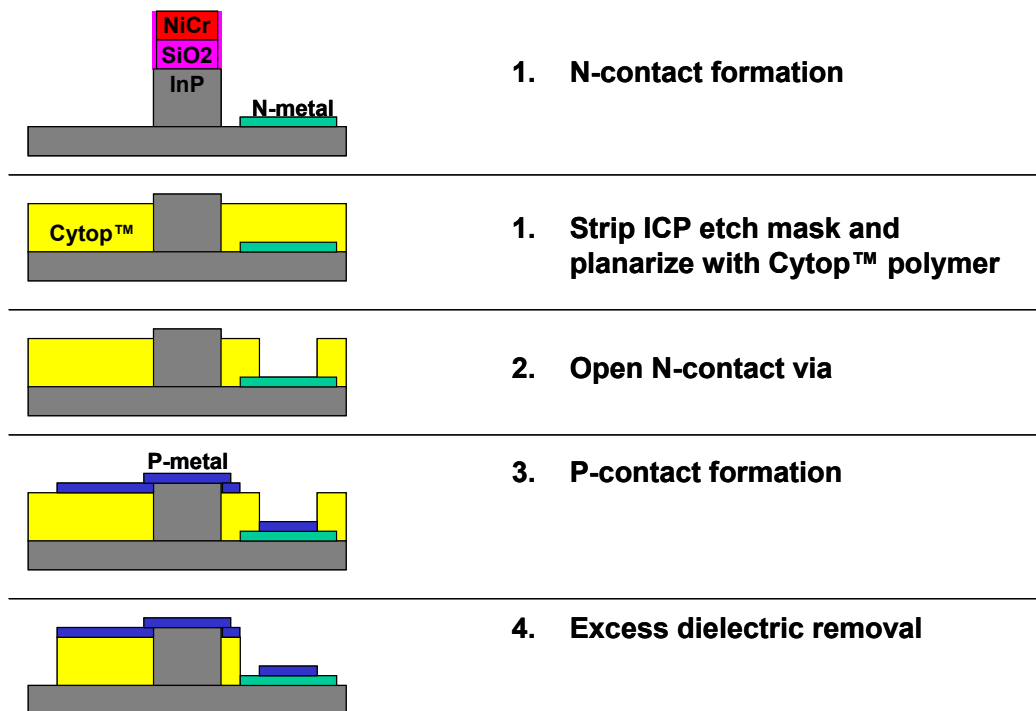 NiCr
SiO2
InP
N-metal
1. N-contact formation
Cytop™
1. Strip ICP etch mask and
planarize with Cytop™ polymer
2. Open N-contact via
P-metal
3. P-contact formation
4. Excess dielectric removal